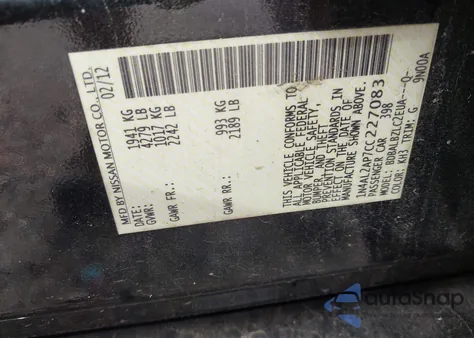 MFD BY NISSAN MOTOR CO., LTD.
DATE: 02/12
GVWR: 1941 KG
4279 LB
GAWR FR.: 1017 KG
2242 LB
GAWR RR.: 993 KG
2189 LB
THIS VEHICLE CONFORMS TO
ALL APPLICABLE FEDERAL
MOTOR VEHICLE SAFETY,
BUMPER, AND THEFT
PREVENTION STANDARDS IN
EFFECT ON THE DATE OF
MANUFACTURE SHOWN ABOVE.
1N4AL2AP7CC227083
PASSENGER CAR 398
COLOR: KH3 TRIM: G
9N00A
autosnap